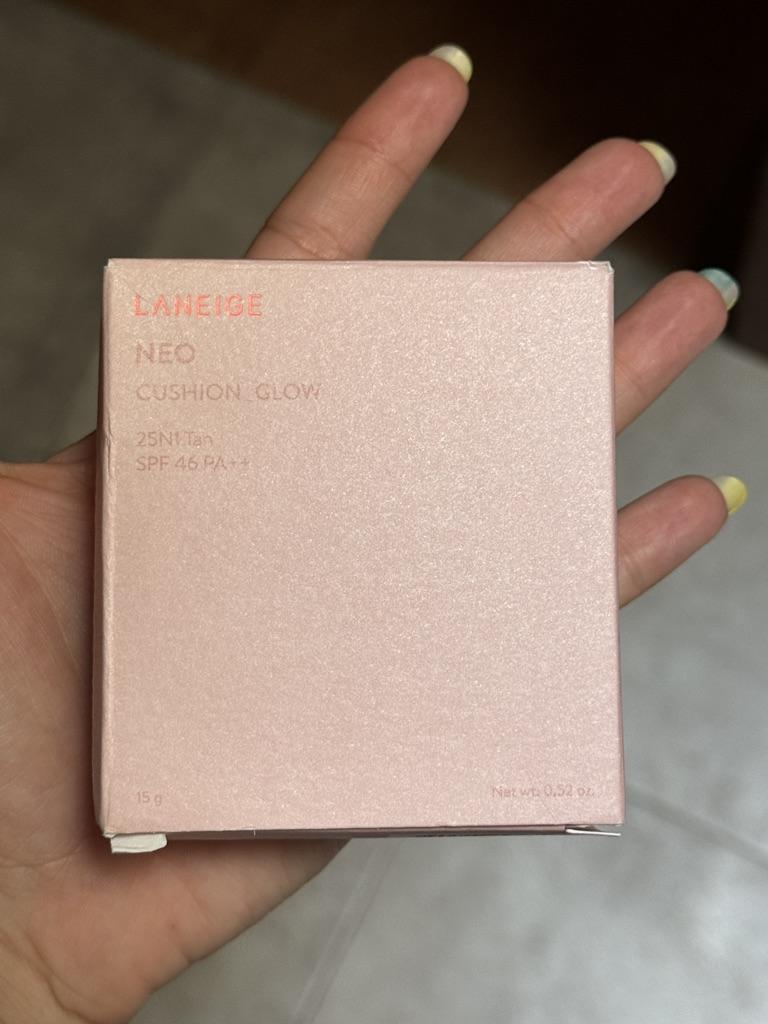 LANEIGE
NEO
CUSHION_GLOW
25N1 Tan
SPF 46 PA++
15 g
Net wt. 0.52 oz.